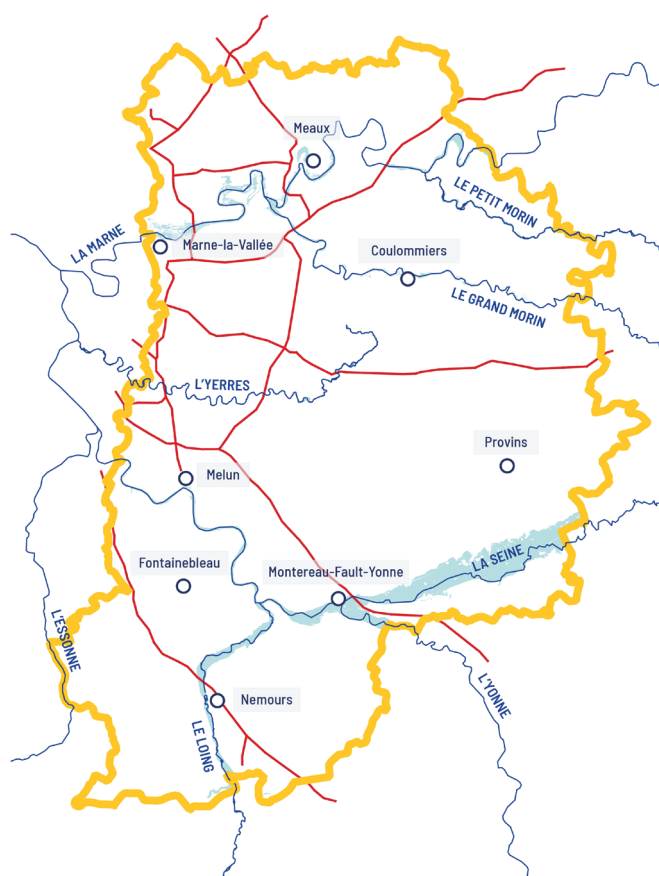 Meaux
LE PETIT MORIN
LA MARNE
Marne-la-Vallée
Coulommiers
LE GRAND MORIN
L'YERRES
Provins
Melun
LA SEINE
Fontainebleau
Montereau-Fault-Yonne
L'ESSONNE
Nemours
L'YONNE
LE LOING